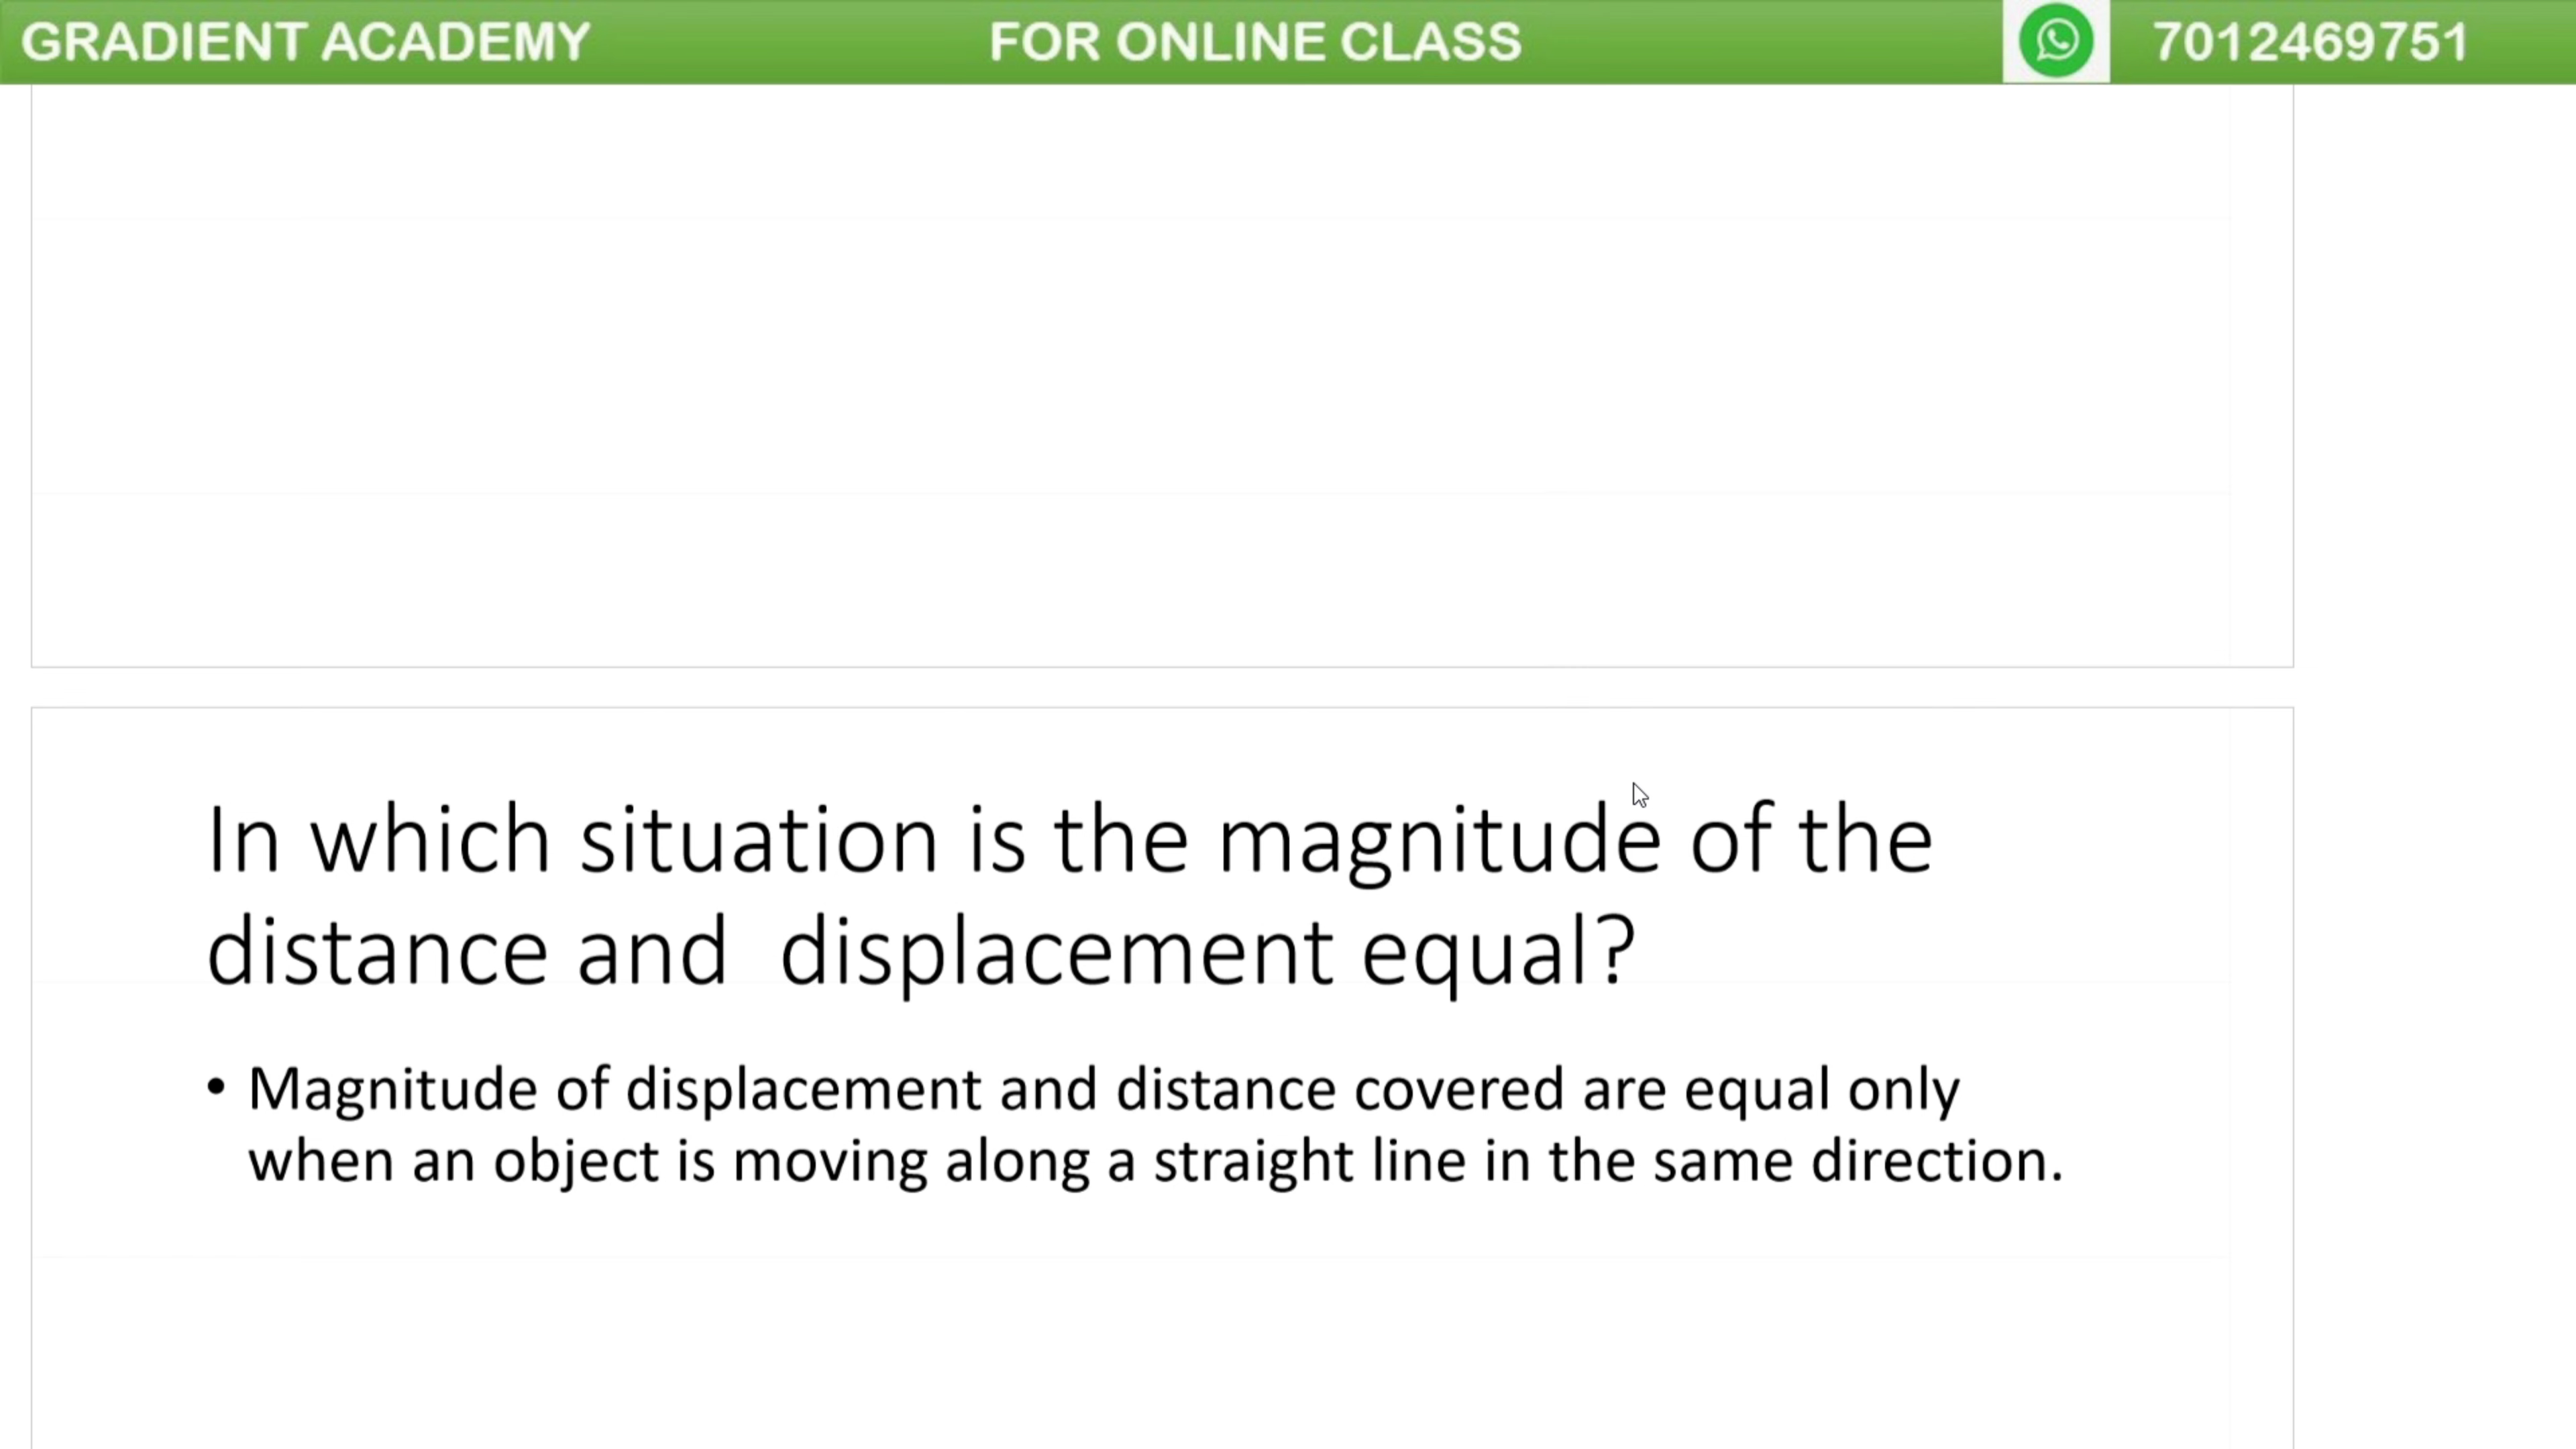 GRADIENT ACADEMY FOR ONLINE CLASS 7012469751
In which situation is the magnitude of the
distance and  displacement equal?
• Magnitude of displacement and distance covered are equal only
when an object is moving along a straight line in the same direction.